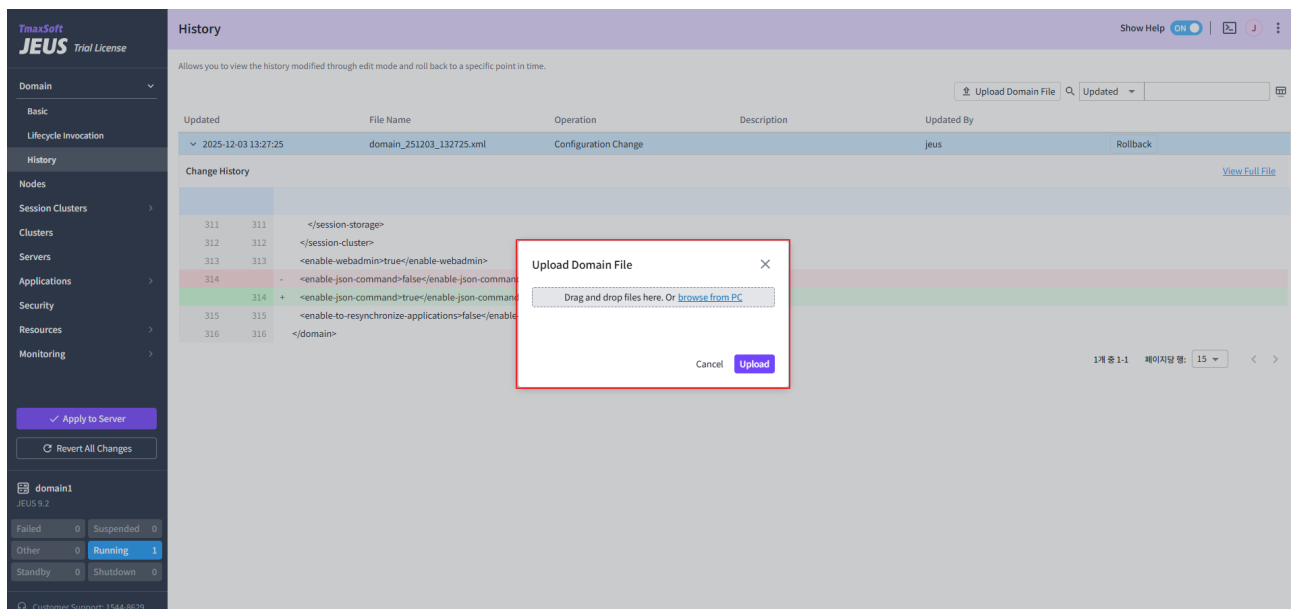 TmaxSoft
JEUS Trial License
Domain
Basic
Lifecycle Invocation
History
Nodes
Session Clusters
Clusters
Servers
Applications
Security
Resources
Monitoring
Apply to Server
Revert All Changes
domain1
JEUS 9.2
Failed 0 Suspended 0
Other 0 Running 1
Standby 0 Shutdown 0
Customer Support: 1544-8629
History
Show Help ON J
Allows you to view the history modified through edit mode and roll back to a specific point in time.
Upload Domain File Updated
Updated File Name Operation Description Updated By
2025-12-03 13:27:25 domain_251203_132725.xml Configuration Change jeus Rollback
Change History View Full File
311 311 </session-storage>
312 312 </session-cluster>
313 313 <enable-webadmin>true</enable-webadmin>
314 - <enable-json-command>false</enable-json-command
314 + <enable-json-command>true</enable-json-command
315 315 <enable-to-resynchronize-applications>false</enable-
316 316 </domain>
1개 중 1-1 페이지당 행: 15
Upload Domain File
Drag and drop files here. Or browse from PC
Cancel Upload